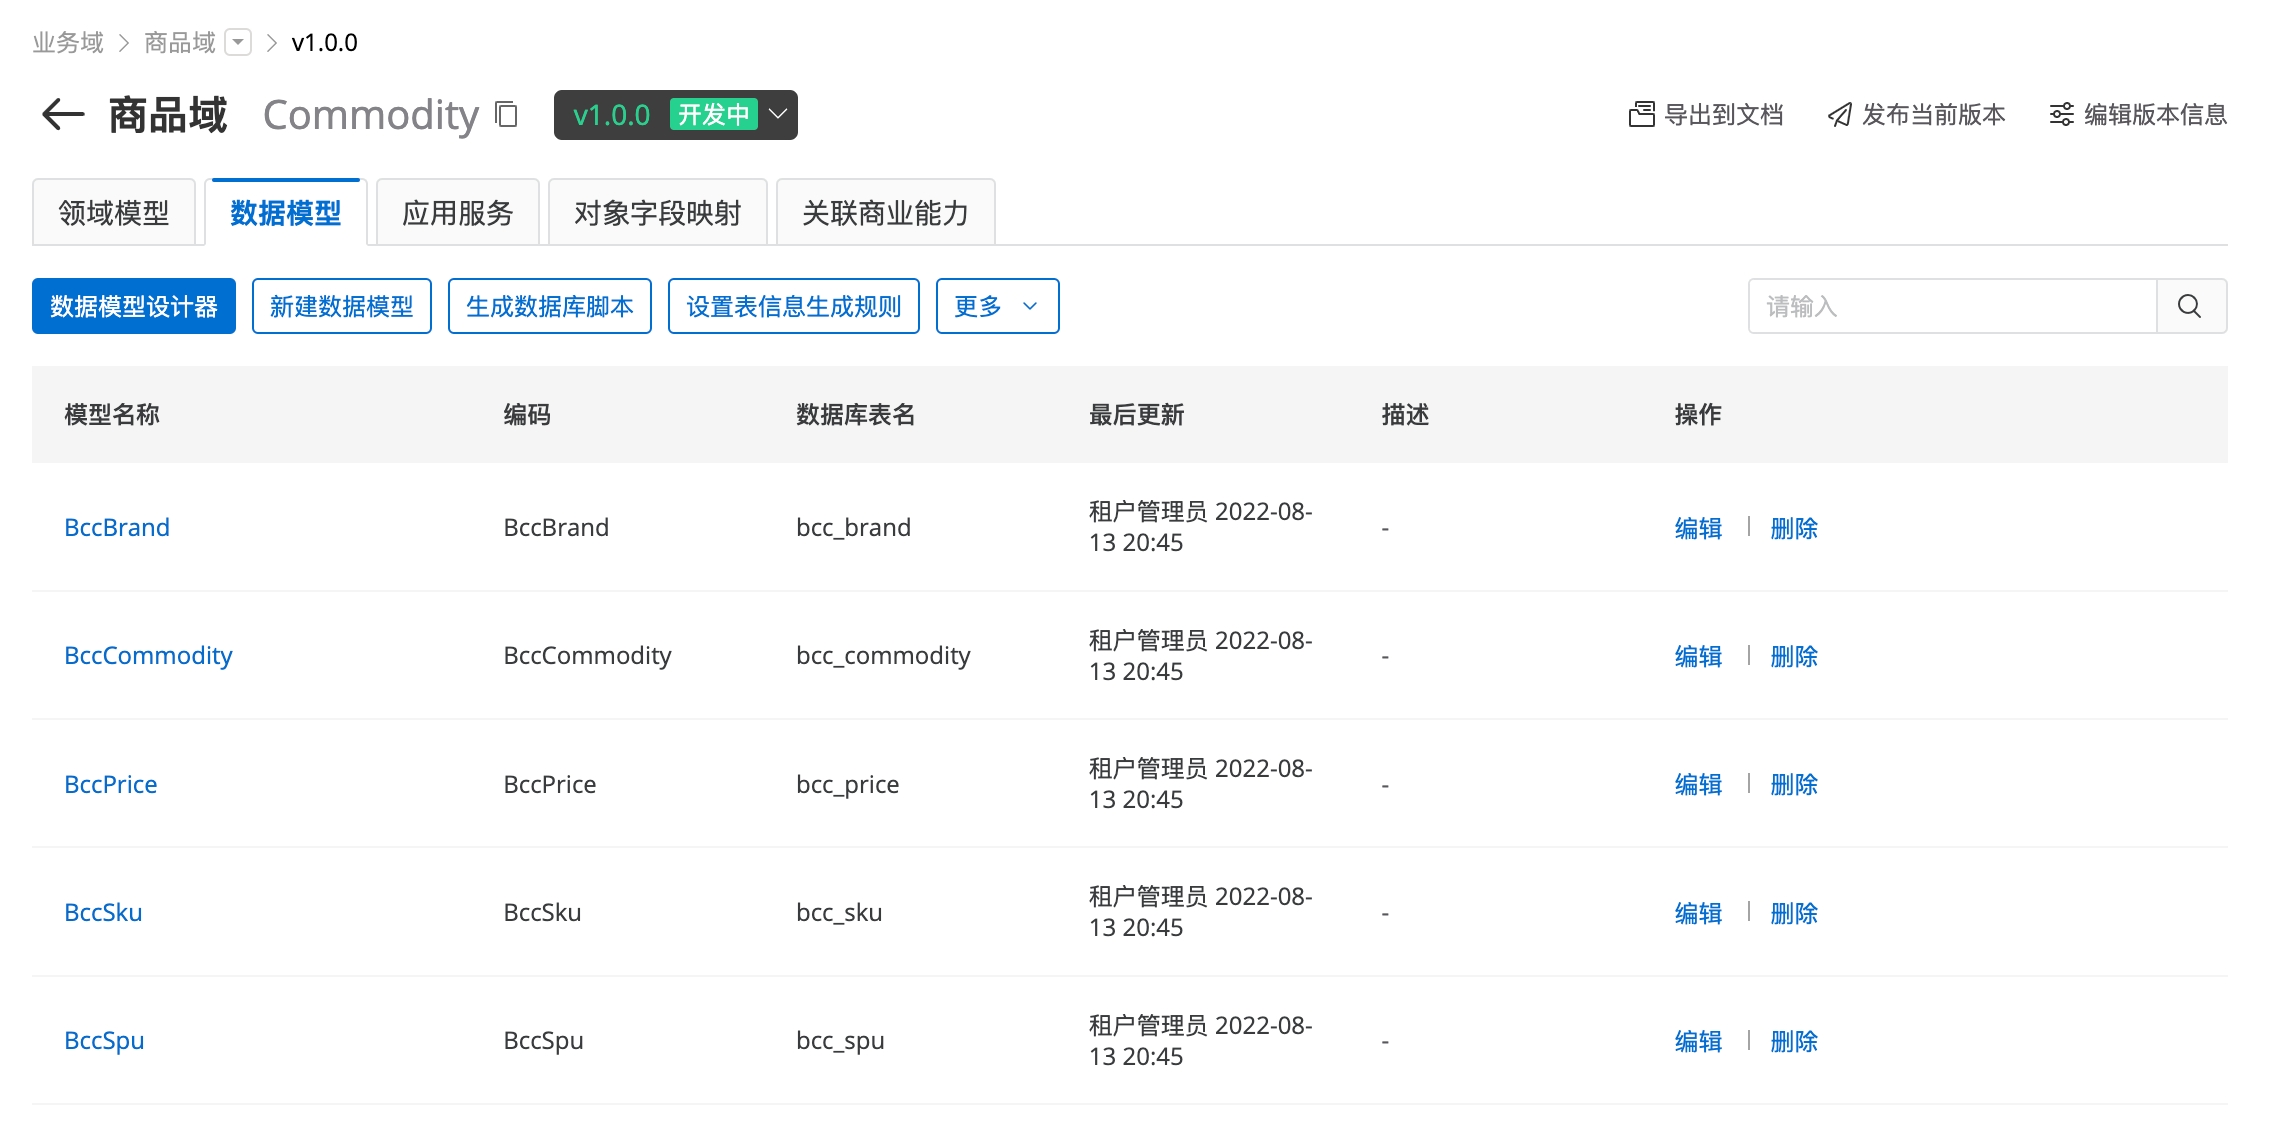 业务域 商品域 v1.0.0
商品域 Commodity v1.0.0 开发中 导出到文档 发布当前版本 编辑版本信息
领域模型 数据模型 应用服务 对象字段映射 关联商业能力
数据模型设计器 新建数据模型 生成数据库脚本 设置表信息生成规则 更多 请输入
模型名称 编码 数据库表名 最后更新 描述 操作
BccBrand BccBrand bcc_brand 租户管理员 2022-08-
13 20:45 - 编辑 删除
BccCommodity BccCommodity bcc_commodity 租户管理员 2022-08-
13 20:45 - 编辑 删除
BccPrice BccPrice bcc_price 租户管理员 2022-08-
13 20:45 - 编辑 删除
BccSku BccSku bcc_sku 租户管理员 2022-08-
13 20:45 - 编辑 删除
BccSpu BccSpu bcc_spu 租户管理员 2022-08-
13 20:45 - 编辑 删除